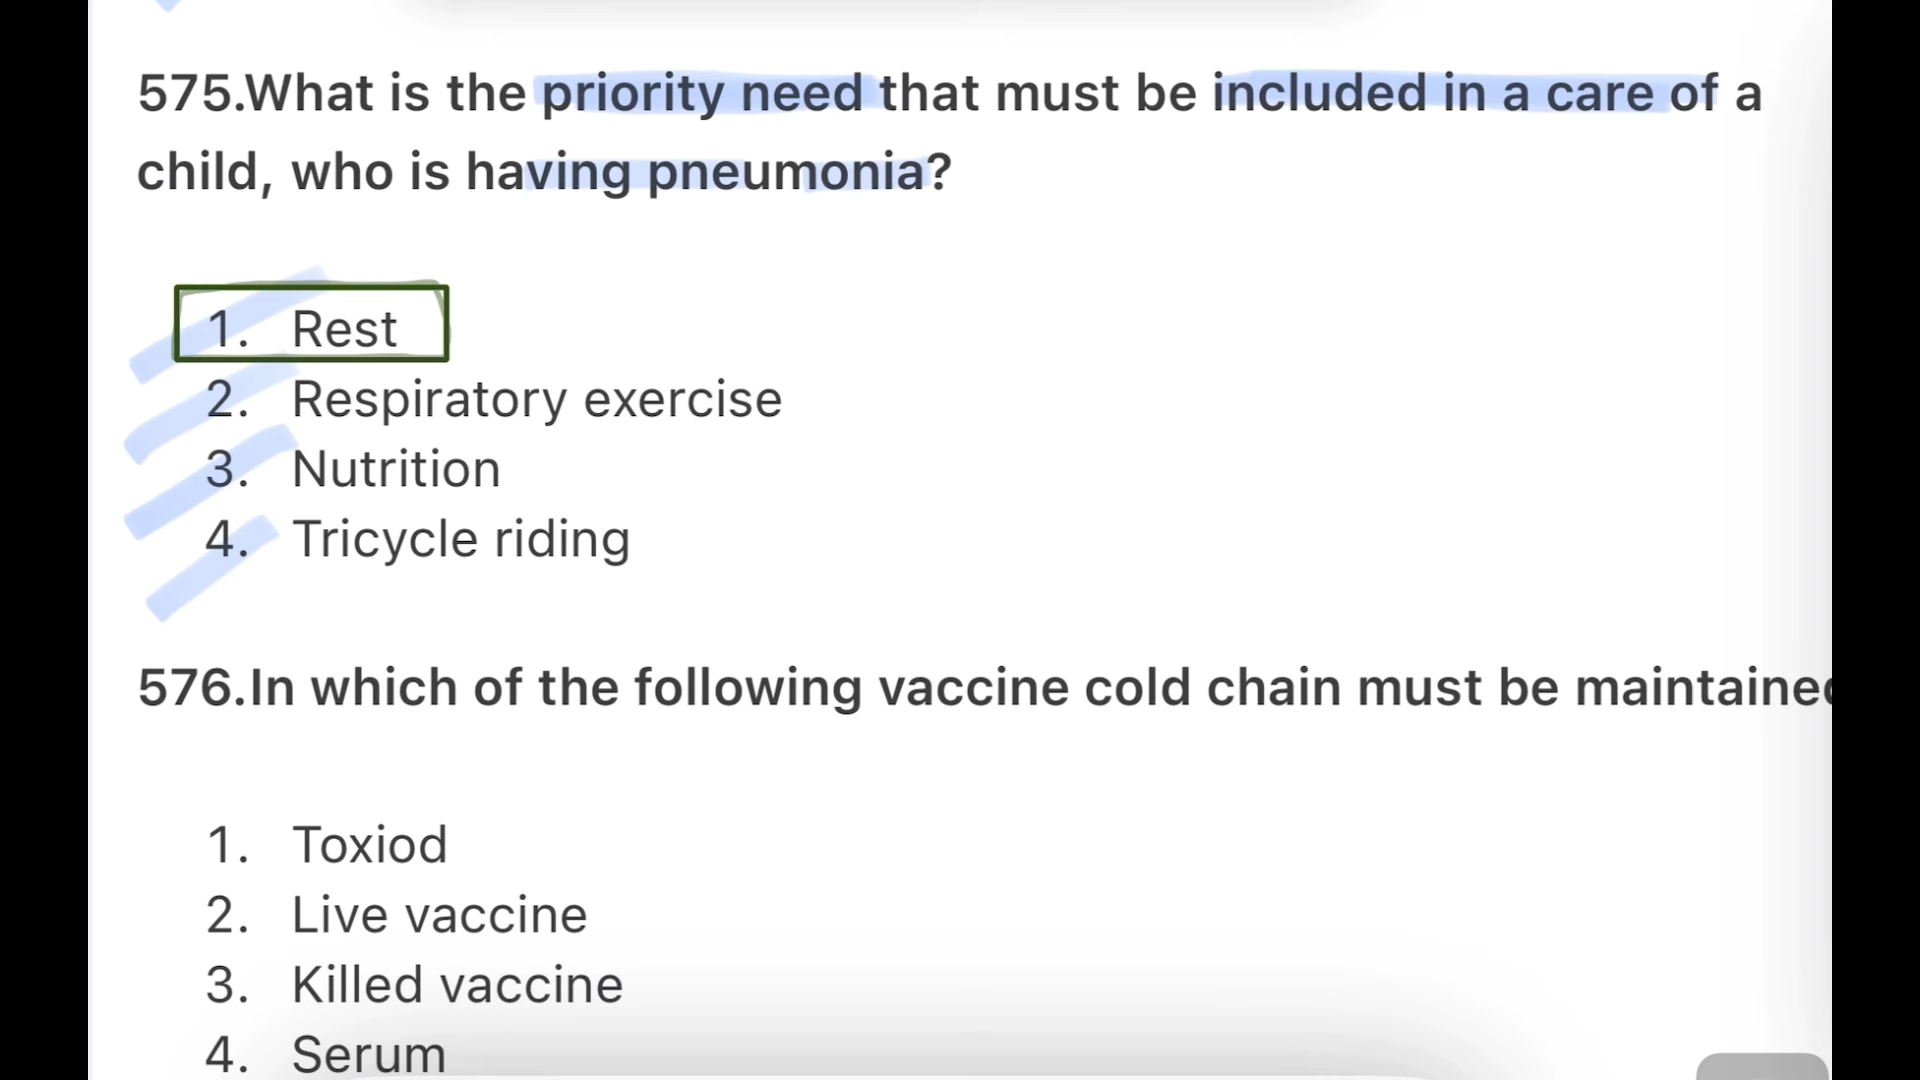 575.What is the priority need that must be included in a care of a
child, who is having pneumonia?
1. Rest
2. Respiratory exercise
3. Nutrition
4. Tricycle riding
576.In which of the following vaccine cold chain must be maintained
1. Toxiod
2. Live vaccine
3. Killed vaccine
4. Serum